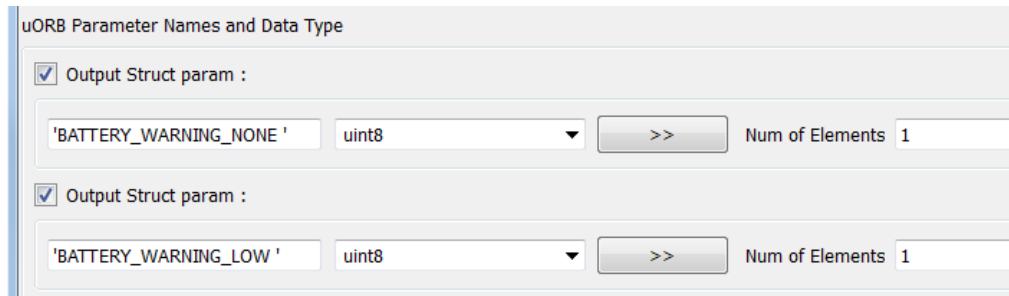 uORB Parameter Names and Data Type
Output Struct param :
'BATTERY_WARNING_NONE ' uint8 >> Num of Elements 1
Output Struct param :
'BATTERY_WARNING_LOW ' uint8 >> Num of Elements 1